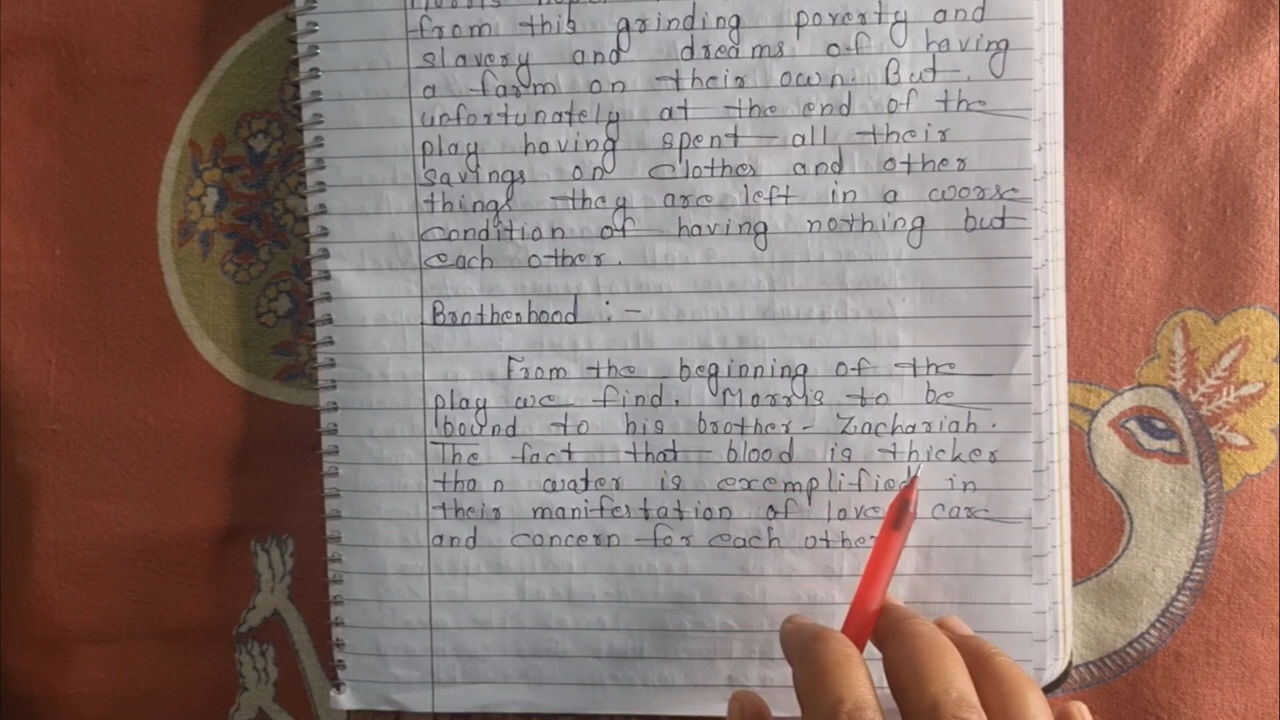 from this grinding poverty and
slavery and dreams of having
a farm on their own. But,
unfortunately at the end of the
play having spent all their
savings on clothes and other
things they are left in a worse
condition of having nothing but
each other.
Brotherhood :-
From the beginning of the
play we find. Morris to be
bound to his brother- Zachariah.
The fact that blood is thicker
than water is exemplified in
their manifestation of love care
and concern for each other